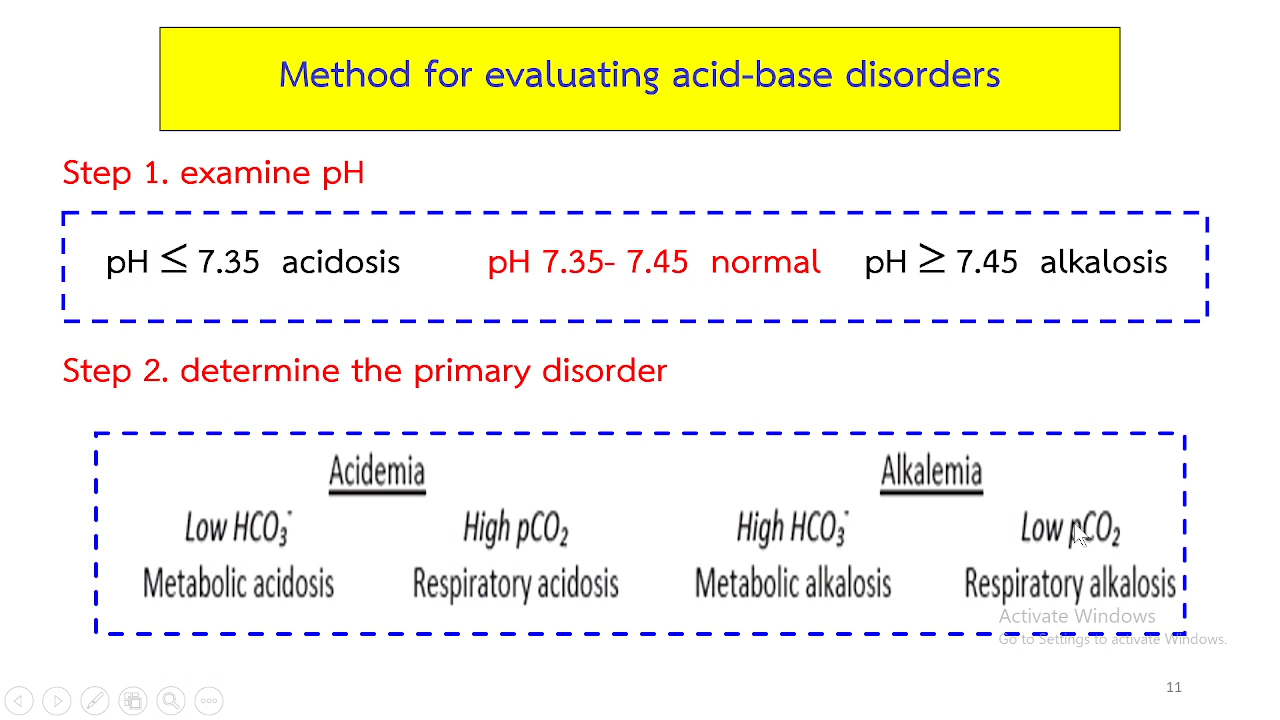 Method for evaluating acid-base disorders
Step 1. examine pH
pH ≤ 7.35 acidosis pH 7.35- 7.45 normal pH ≥ 7.45 alkalosis
Step 2. determine the primary disorder
Acidemia Alkalemia
Low HCO₃⁻ High pCO₂ High HCO₃⁻ Low pCO₂
Metabolic acidosis Respiratory acidosis Metabolic alkalosis Respiratory alkalosis
Activate Windows
Go to Settings to activate Windows.
11